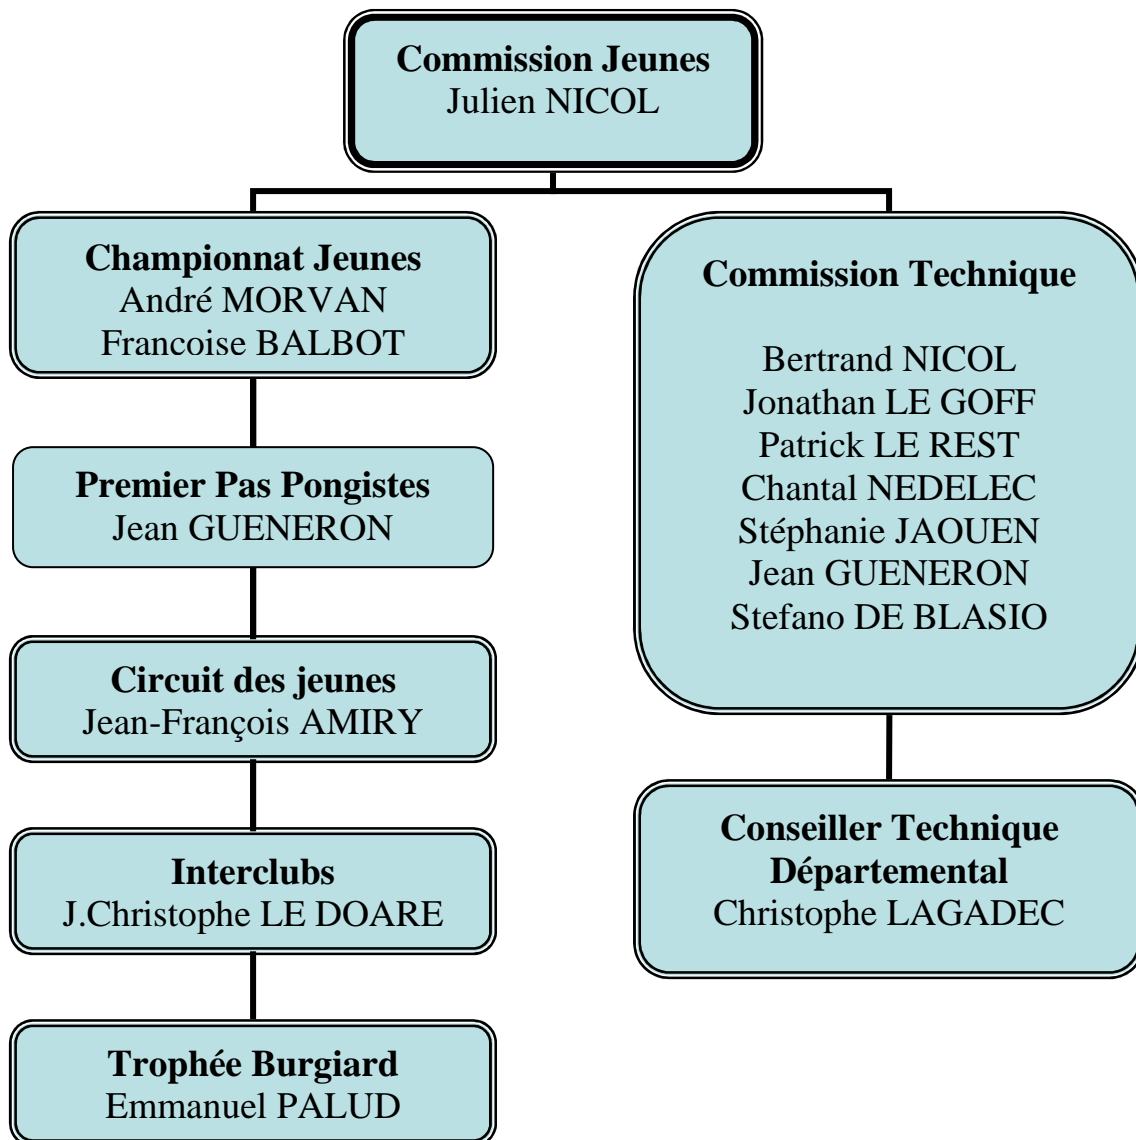 Commission Jeunes
Julien NICOL
Championnat Jeunes
André MORVAN
Francoise BALBOT
Premier Pas Pongistes
Jean GUENERON
Circuit des jeunes
Jean-François AMIRY
Interclubs
J.Christophe LE DOARE
Trophée Burgiard
Emmanuel PALUD
Commission Technique
Bertrand NICOL
Jonathan LE GOFF
Patrick LE REST
Chantal NEDELEC
Stéphanie JAOUEN
Jean GUENERON
Stefano DE BLASIO
Conseiller Technique
Départemental
Christophe LAGADEC